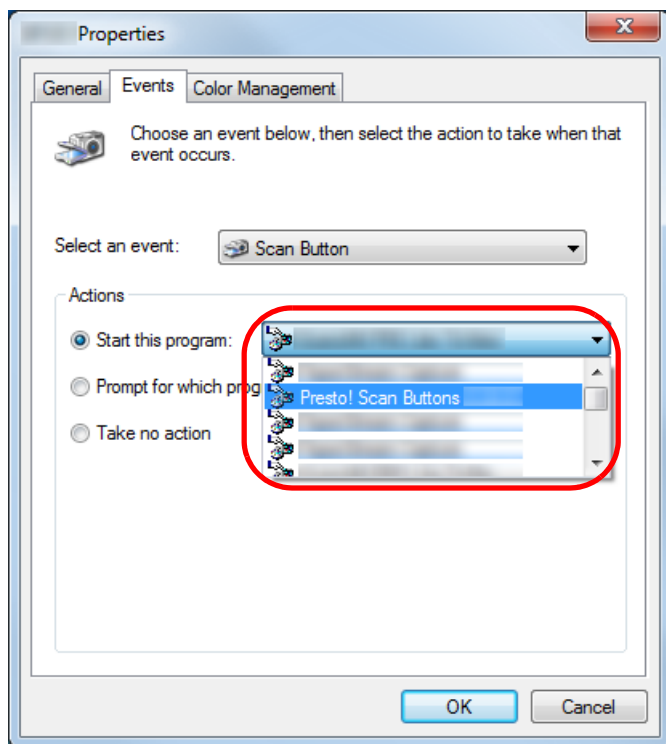 Properties
General Events Color Management
Choose an event below, then select the action to take when that
event occurs.
Select an event: Scan Button
Actions
Start this program:
Prompt for which prog
Presto! Scan Buttons
Take no action
OK Cancel